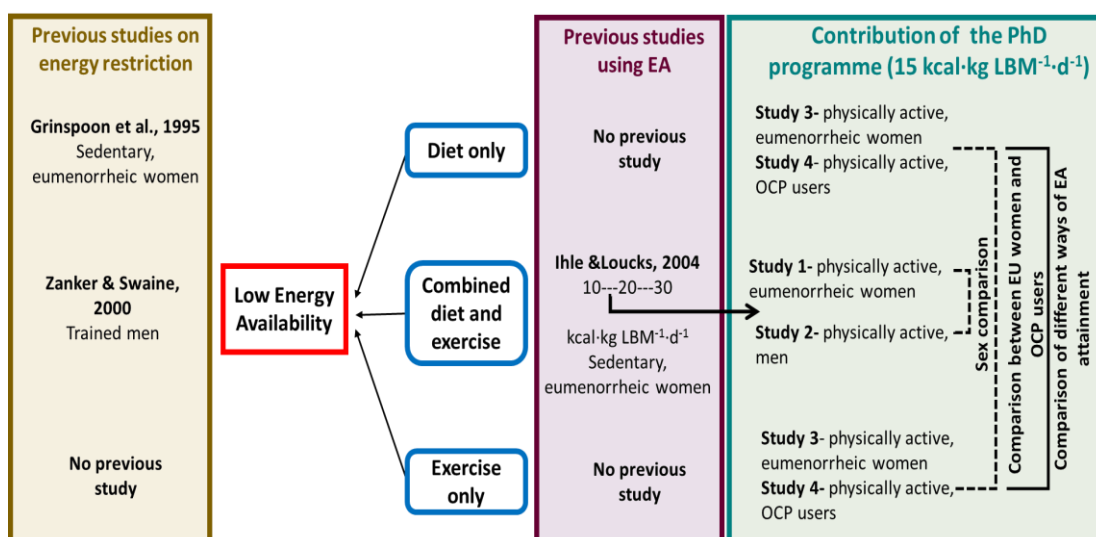 Previous studies on
energy restriction
Grinspoon et al., 1995
Sedentary,
eumenorrheic women
Zanker & Swaine,
2000
Trained men
No previous
study
Low Energy
Availability
Diet only
Combined
diet and
exercise
Exercise
only
Previous studies
using EA
No previous
study
Ihle &Loucks, 2004
10---20---30
kcal·kg LBM⁻¹·d⁻¹
Sedentary,
eumenorrheic women
No previous
study
Contribution of the PhD
programme (15 kcal·kg LBM⁻¹·d⁻¹)
Study 3- physically active,
eumenorrheic women
Study 4- physically active,
OCP users
Study 1- physically active,
eumenorrheic women
Study 2- physically active,
men
Study 3- physically active,
eumenorrheic women
Study 4- physically active,
OCP users
Sex comparison
Comparison between EU women and
OCP users
Comparison of different ways of EA
attainment